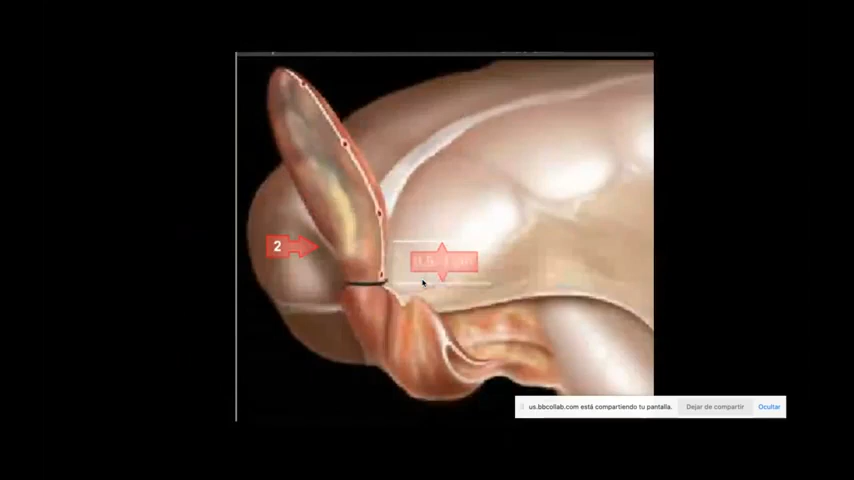 2
us.bbcollab.com está compartiendo tu pantalla.
Dejar de compartir
Ocultar